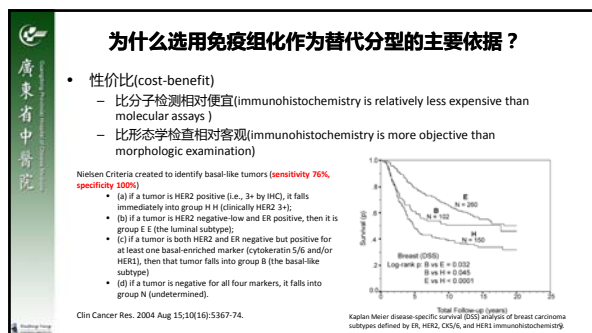 为什么选用免疫组化作为替代分型的主要依据？
廣東省中醫院
• 性价比(cost-benefit)
– 比分子检测相对便宜(immunohistochemistry is relatively less expensive than
molecular assays )
– 比形态学检查相对客观(immunohistochemistry is more objective than
morphologic examination)
Nielsen Criteria created to identify basal-like tumors (sensitivity 76%,
specificity 100%)
• (a) if a tumor is HER2 positive (i.e., 3+ by IHC), it falls
immediately into group H H (clinically HER2 3+);
• (b) if a tumor is HER2 negative-low and ER positive, then it is
group E E (the luminal subtype);
• (c) if a tumor is both HER2 and ER negative but positive for
at least one basal-enriched marker (cytokeratin 5/6 and/or
HER1), then that tumor falls into group B (the basal-like
subtype)
• (d) if a tumor is negative for all four markers, it falls into
group N (undetermined).
Clin Cancer Res. 2004 Aug 15;10(16):5367-74.
Survival (p)
1.0
.8
.6
.4
.2
0
E
N = 260
B
N = 102
H
N = 150
Breast (DSS)
Log-rank p: B vs E = 0.032
B vs H = 0.045
E vs H < 0.0001
0 5 10 15 20 25
Total Follow-up (years)
Kaplan Meier disease-specific survival (DSS) analysis of breast carcinoma
subtypes defined by ER, HER2, CK5/6, and HER1 immunohistochemistry.